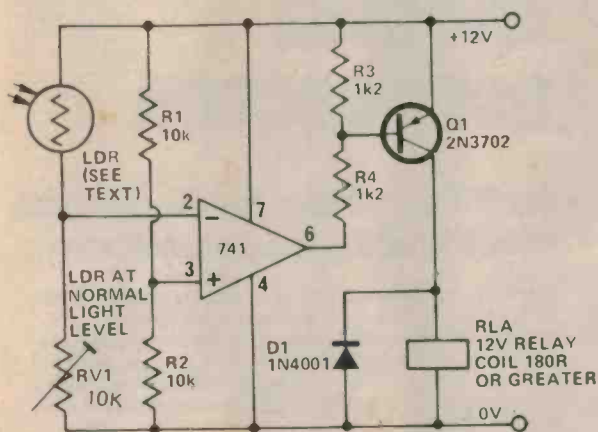 +12V
R3
1k2
R1
10k
Q1
2N3702
LDR
(SEE
TEXT)
R4
1k2
2
7
741
6
3
4
LDR AT
NORMAL
LIGHT
LEVEL
RV1
10K
R2
10k
D1
1N4001
RLA
12V RELAY
COIL 180R
OR GREATER
0V